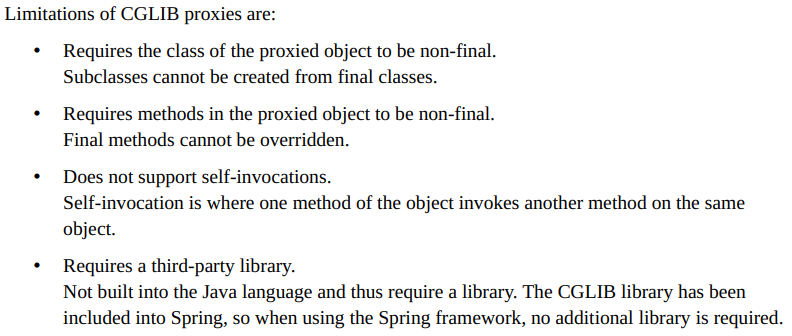 Limitations of CGLIB proxies are:
• Requires the class of the proxied object to be non-final.
Subclasses cannot be created from final classes.
• Requires methods in the proxied object to be non-final.
Final methods cannot be overridden.
• Does not support self-invocations.
Self-invocation is where one method of the object invokes another method on the same
object.
• Requires a third-party library.
Not built into the Java language and thus require a library. The CGLIB library has been
included into Spring, so when using the Spring framework, no additional library is required.